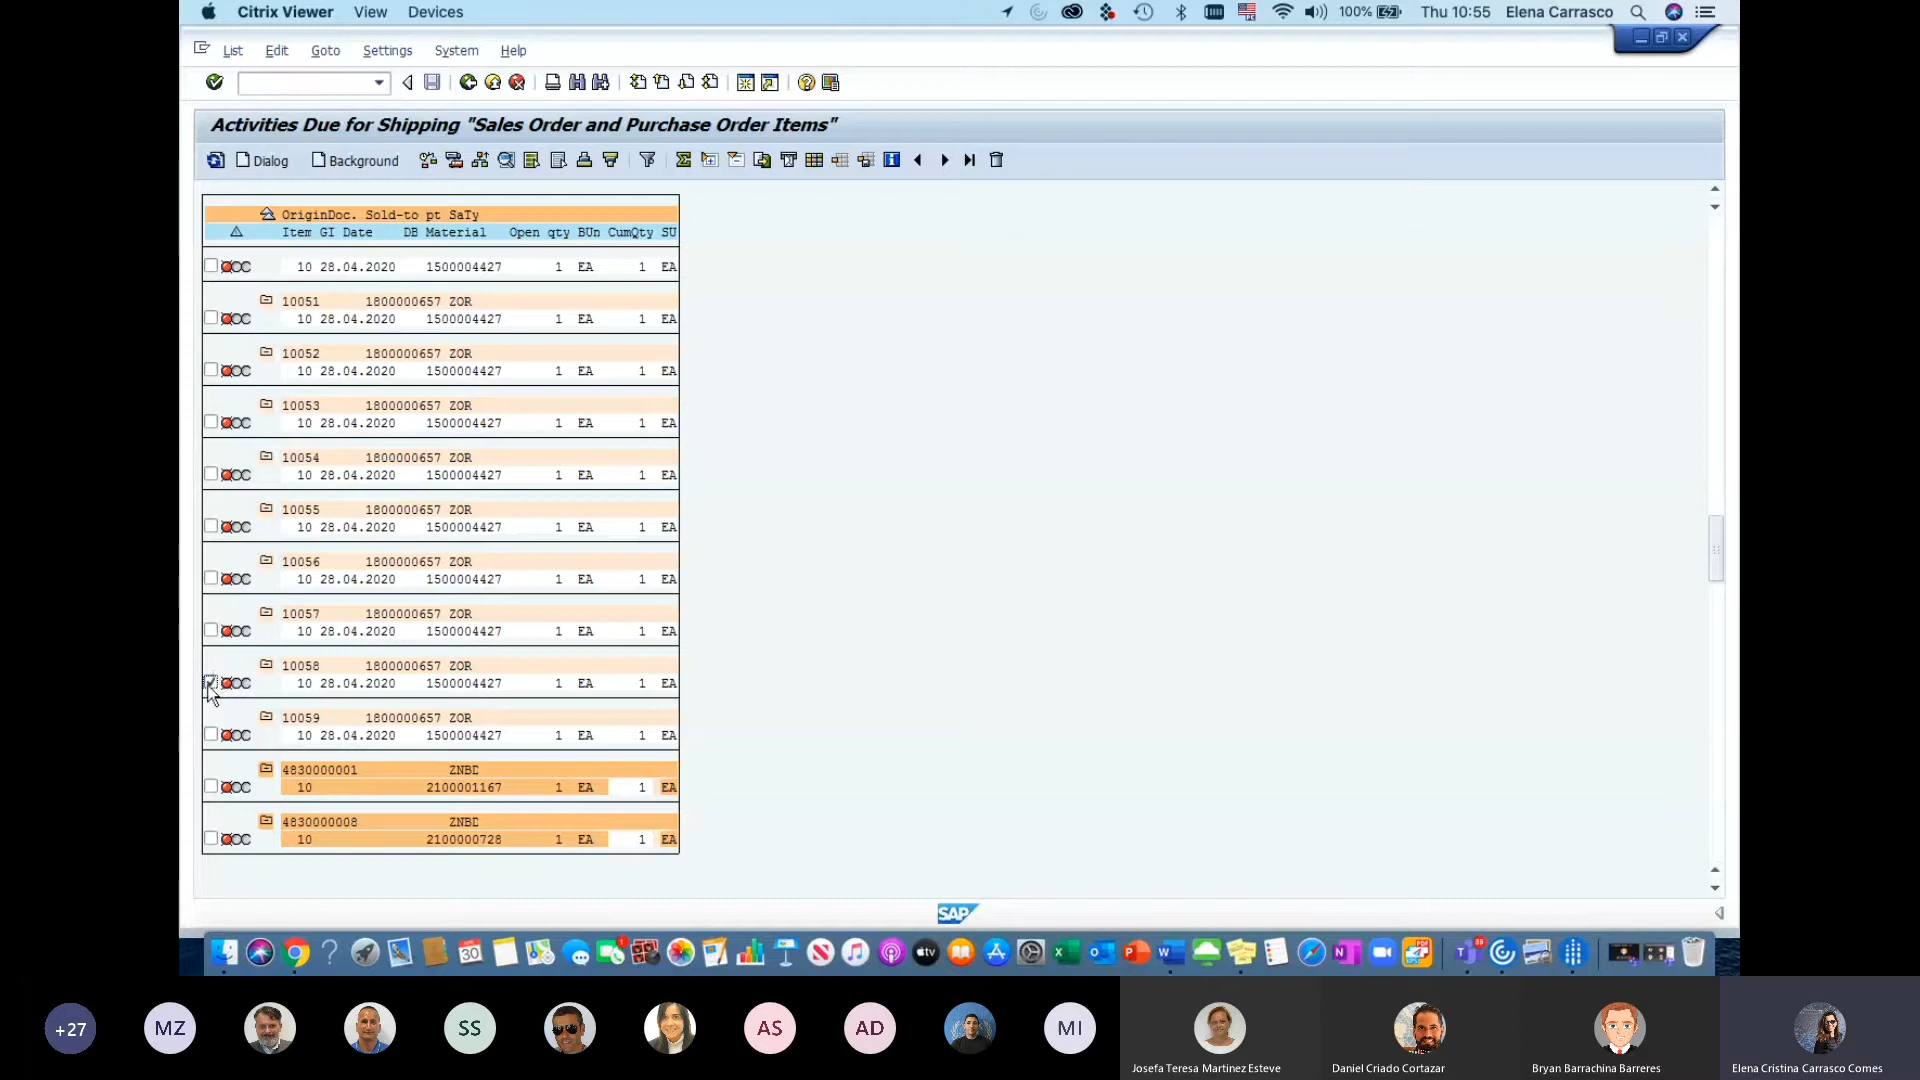 Citrix Viewer View Devices 100% Thu 10:55 Elena Carrasco
List Edit Goto Settings System Help
Activities Due for Shipping "Sales Order and Purchase Order Items"
Dialog Background
OriginDoc. Sold-to pt SaTy
Item GI Date DB Material Open qty BUn CumQty SU
10 28.04.2020 1500004427 1 EA 1 EA
10051 1800000657 ZOR
10 28.04.2020 1500004427 1 EA 1 EA
10052 1800000657 ZOR
10 28.04.2020 1500004427 1 EA 1 EA
10053 1800000657 ZOR
10 28.04.2020 1500004427 1 EA 1 EA
10054 1800000657 ZOR
10 28.04.2020 1500004427 1 EA 1 EA
10055 1800000657 ZOR
10 28.04.2020 1500004427 1 EA 1 EA
10056 1800000657 ZOR
10 28.04.2020 1500004427 1 EA 1 EA
10057 1800000657 ZOR
10 28.04.2020 1500004427 1 EA 1 EA
10058 1800000657 ZOR
10 28.04.2020 1500004427 1 EA 1 EA
10059 1800000657 ZOR
10 28.04.2020 1500004427 1 EA 1 EA
4830000001 ZNBD
10 2100001167 1 EA 1 EA
4830000008 ZNBD
10 2100000728 1 EA 1 EA
SAP
30 tv
+27 MZ SS AS AD MI
Josefa Teresa Martinez Esteve Daniel Criado Cortazar Bryan Barrachina Barreres Elena Cristina Carrasco Comes